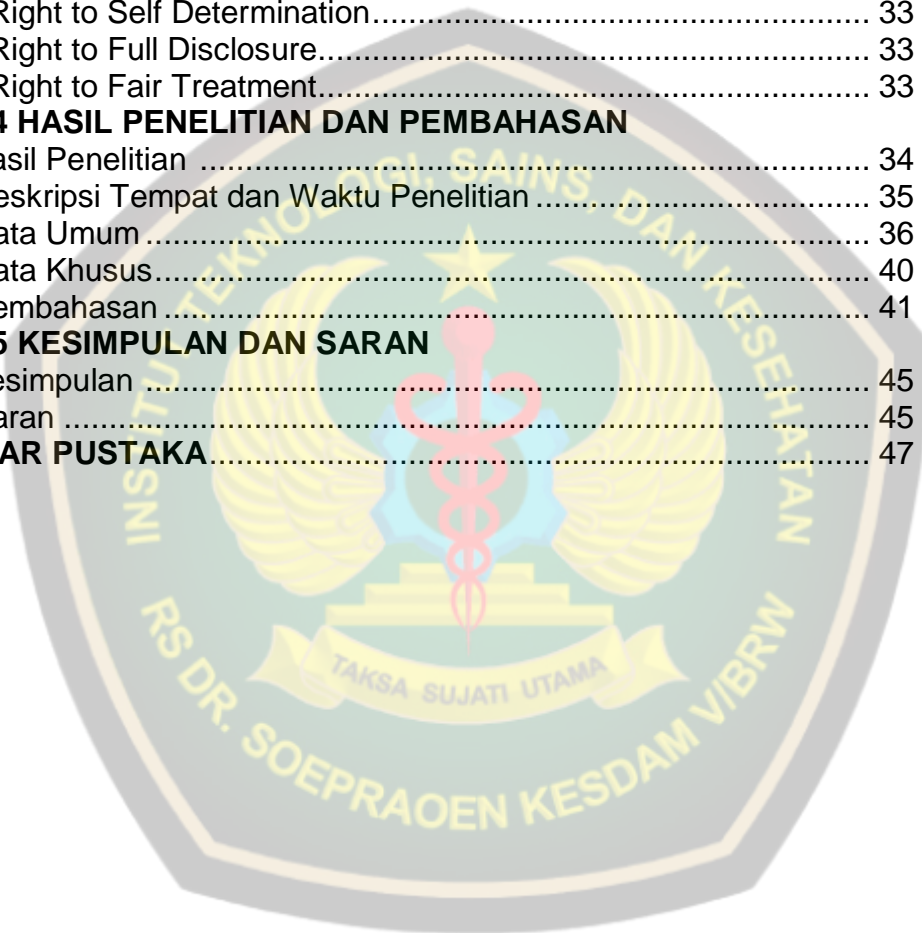 Right to Self Determination............................................................ 33
Right to Full Disclosure.................................................................. 33
Right to Fair Treatment.................................................................. 33
4 HASIL PENELITIAN DAN PEMBAHASAN
asil Penelitian ................................................................................ 34
eskripsi Tempat dan Waktu Penelitian ........................................ 35
ata Umum ....................................................................................... 36
ata Khusus...................................................................................... 40
embahasan ..................................................................................... 41
5 KESIMPULAN DAN SARAN
esimpulan ....................................................................................... 45
aran ................................................................................................ 45
AR PUSTAKA................................................................................ 47
INSTITUT TEKNOLOGI, SAINS, DAN KESEHATAN
TAKSA SUJATI UTAMA
RS DR. SOEPRAOEN KESDAM V/BRW